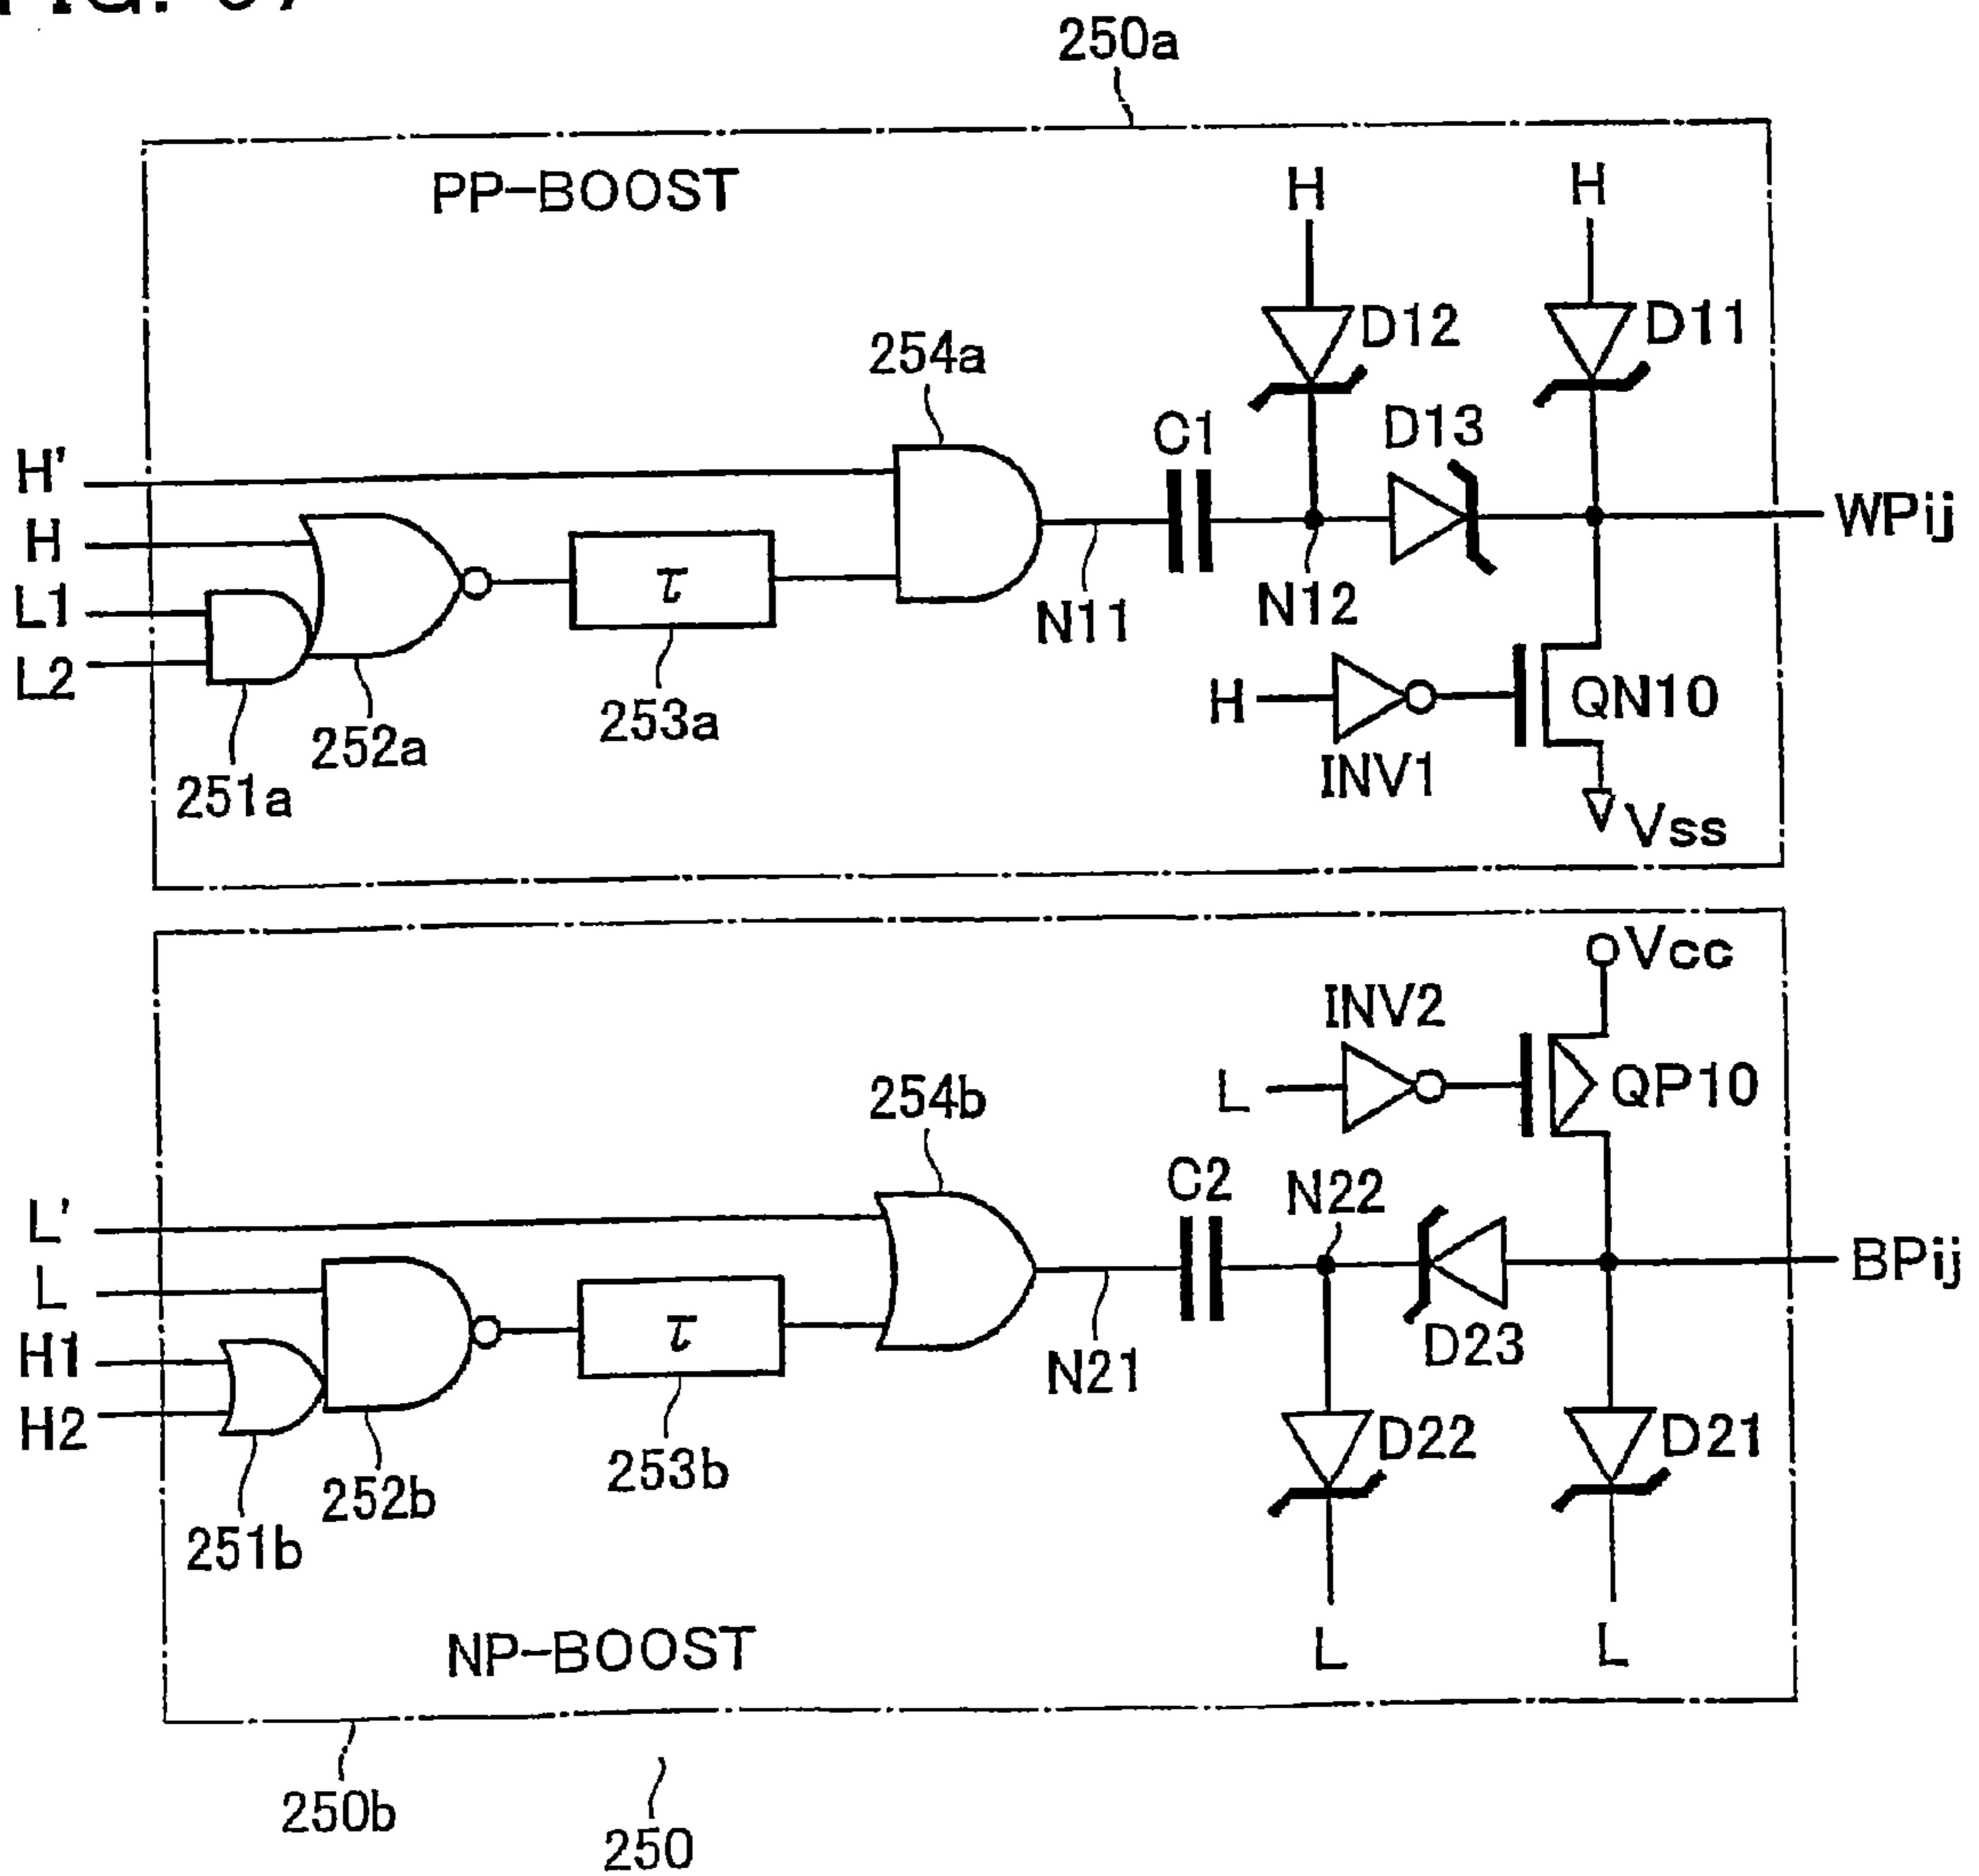 250a
PP-BOOST
H
H
D12
D11
254a
C1
D13
H'
H
L1
L2
τ
N11
N12
WPij
H
INV1
QN10
Vss
251a
252a
253a
Vcc
INV2
L
QP10
254b
C2
N22
L'
L
H1
H2
τ
N21
D23
BPij
D22
D21
251b
252b
253b
L
L
NP-BOOST
250b
250